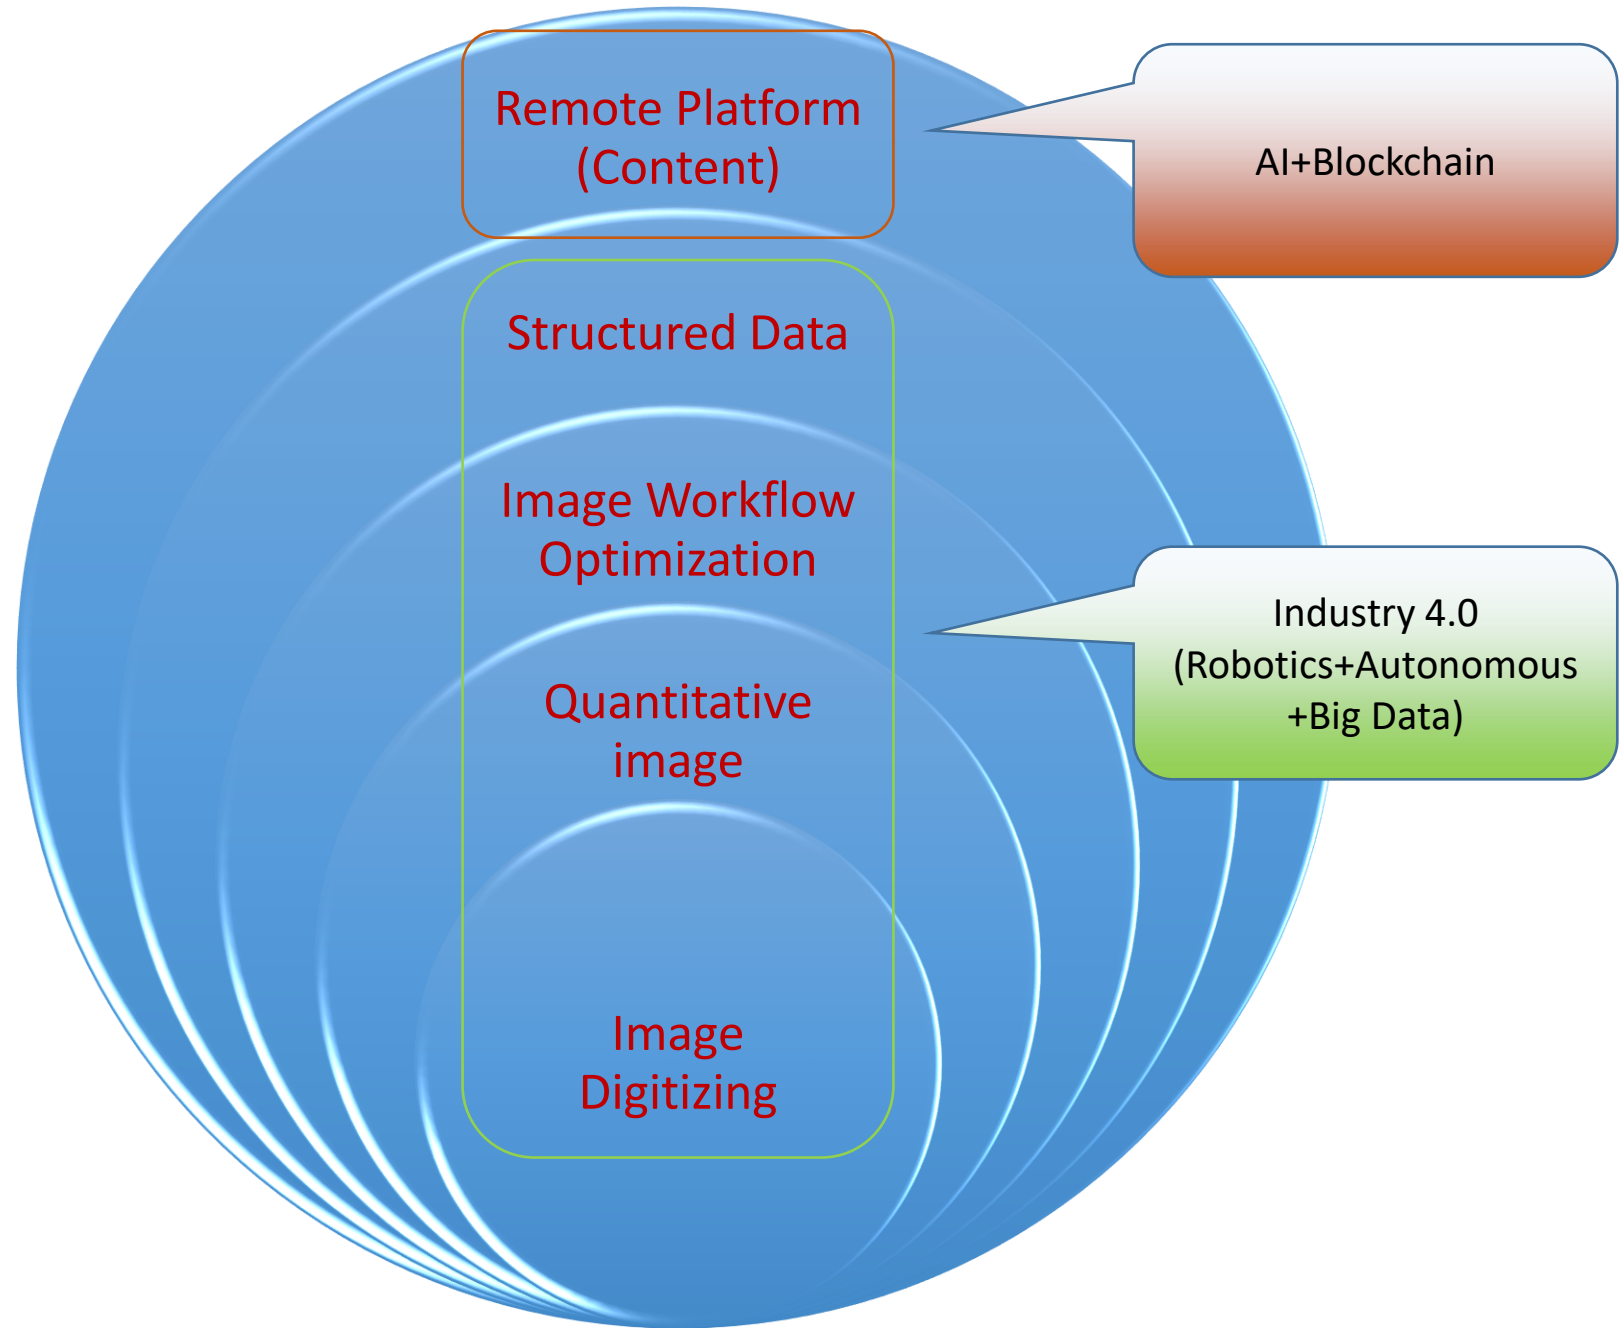 Remote Platform
(Content)
AI+Blockchain
Structured Data
Image Workflow
Optimization
Industry 4.0
(Robotics+Autonomous
+Big Data)
Quantitative
image
Image
Digitizing